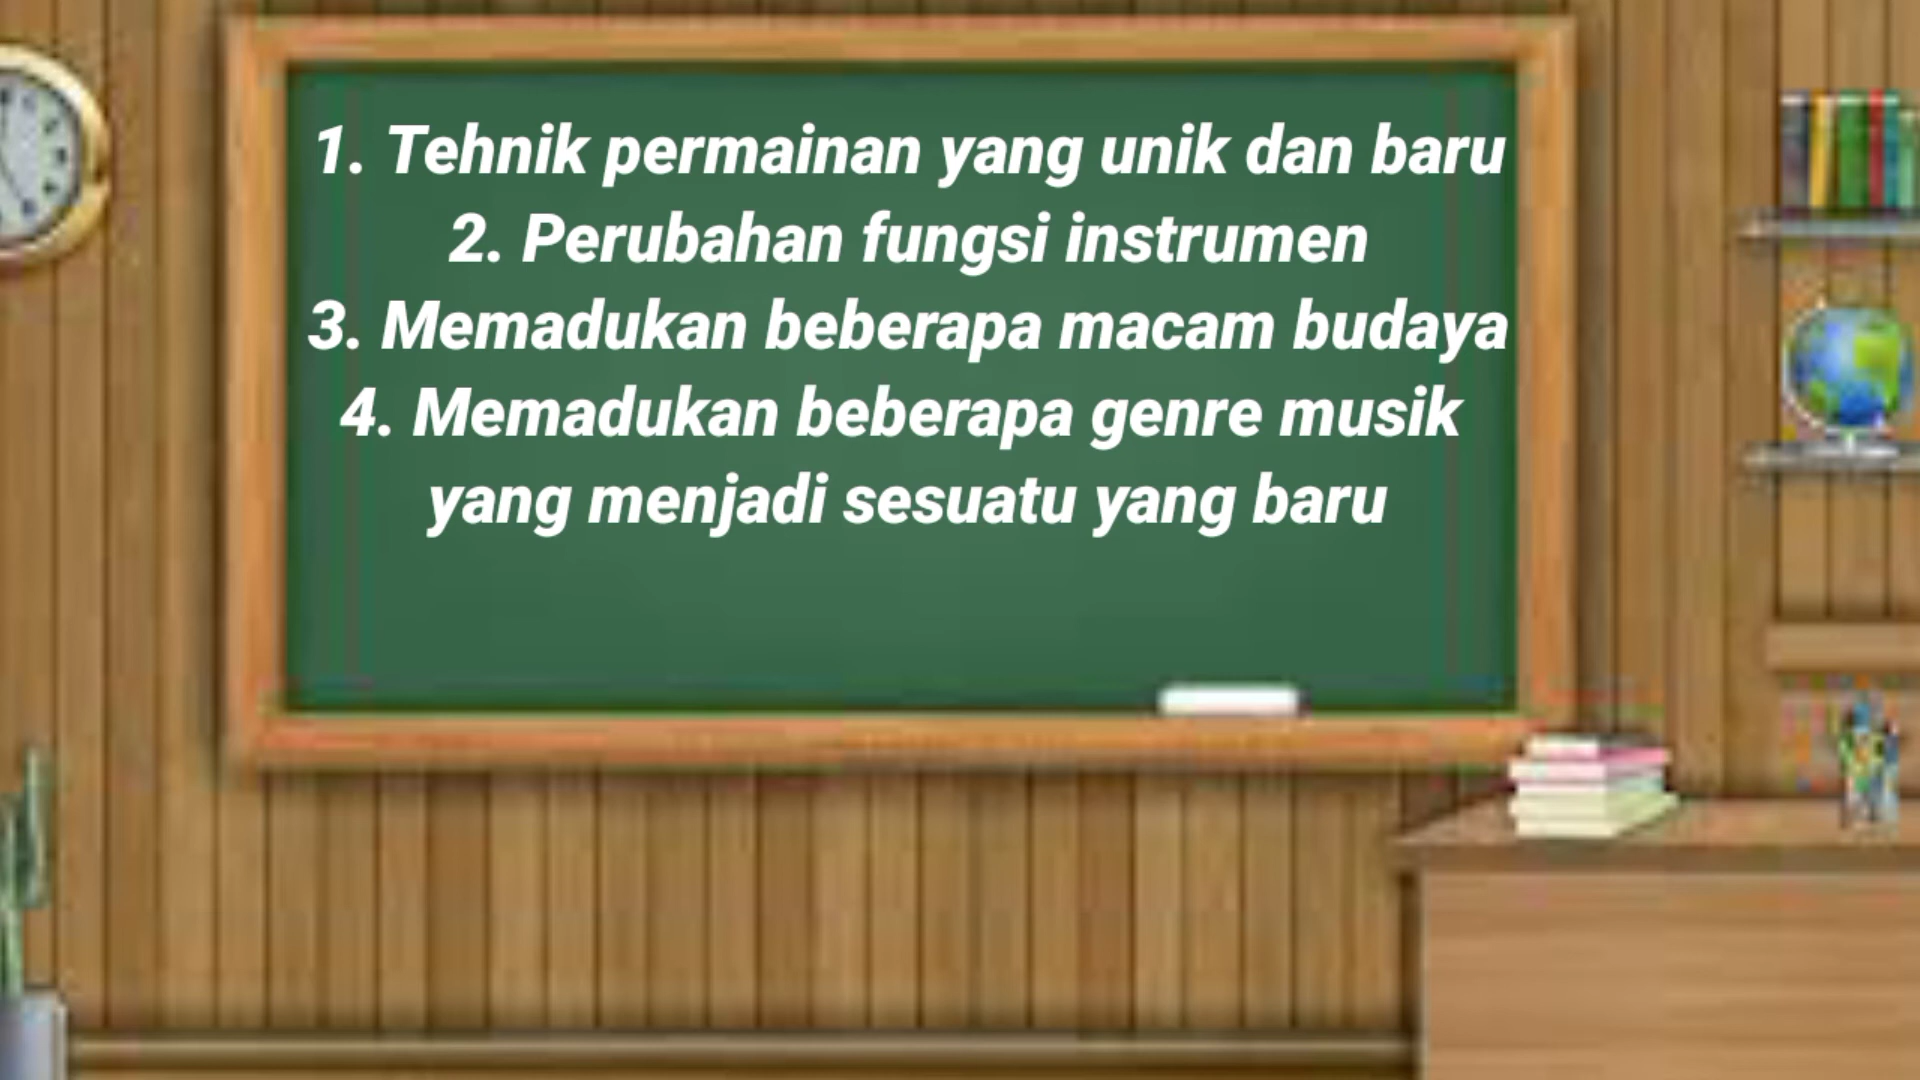 1. Tehnik permainan yang unik dan baru
2. Perubahan fungsi instrumen
3. Memadukan beberapa macam budaya
4. Memadukan beberapa genre musik
yang menjadi sesuatu yang baru